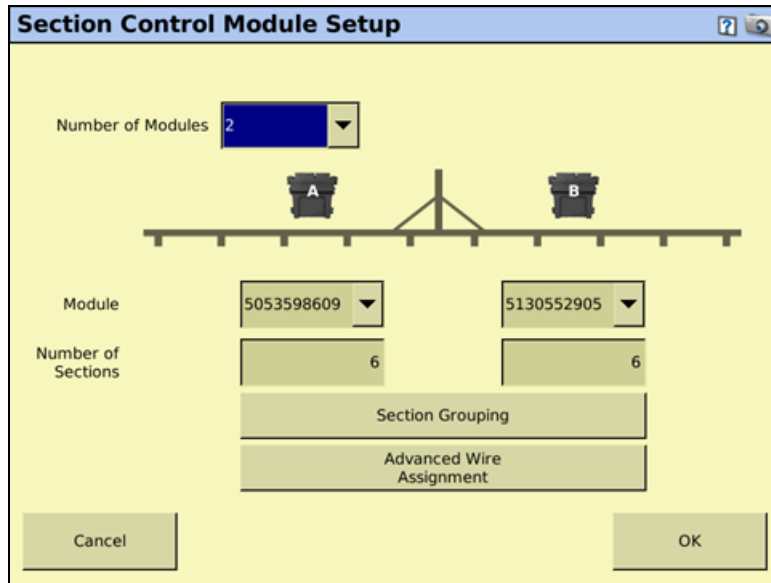 Section Control Module Setup
?
Number of Modules 2
A B
Module 5053598609 5130552905
Number of
Sections 6 6
Section Grouping
Advanced Wire
Assignment
Cancel OK